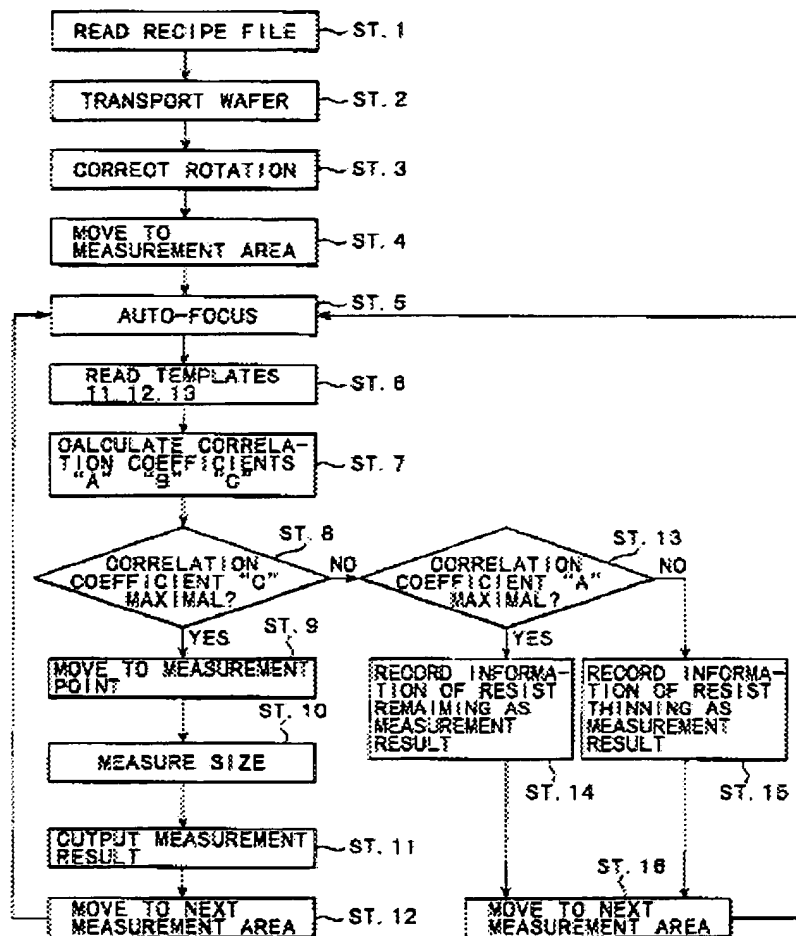 READ RECIPE FILE
ST. 1
TRANSPORT WAFER
ST. 2
CORRECT ROTATION
ST. 3
MOVE TO
MEASUREMENT AREA
ST. 4
ST. 5
AUTO-FOCUS
READ TEMPLATES
11, 12, 13
ST. 6
CALCULATE CORRELA-
TION COEFFICIENTS
"A" "B" "C"
ST. 7
ST. 8
CORRELATION
COEFFICIENT "C"
MAXIMAL?
NO
YES
ST. 13
CORRELATION
COEFFICIENT "A"
MAXIMAL?
NO
YES
ST. 9
MOVE TO MEASUREMENT
POINT
ST. 10
MEASURE SIZE
OUTPUT MEASUREMENT
RESULT
ST. 11
MOVE TO NEXT
MEASUREMENT AREA
ST. 12
RECORD INFORMA-
TION OF RESIST
REMAIMING AS
MEASUREMENT
RESULT
ST. 14
RECORD INFORMA-
TION OF RESIST
THINNING AS
MEASUREMENT
RESULT
ST. 15
ST. 16
MOVE TO NEXT
MEASUREMENT AREA